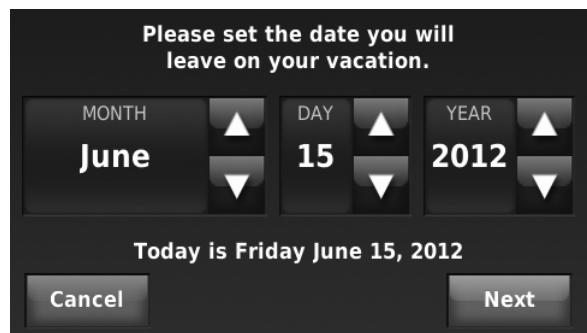 Please set the date you will
leave on your vacation.
MONTH
June
DAY
15
YEAR
2012
Today is Friday June 15, 2012
Cancel
Next